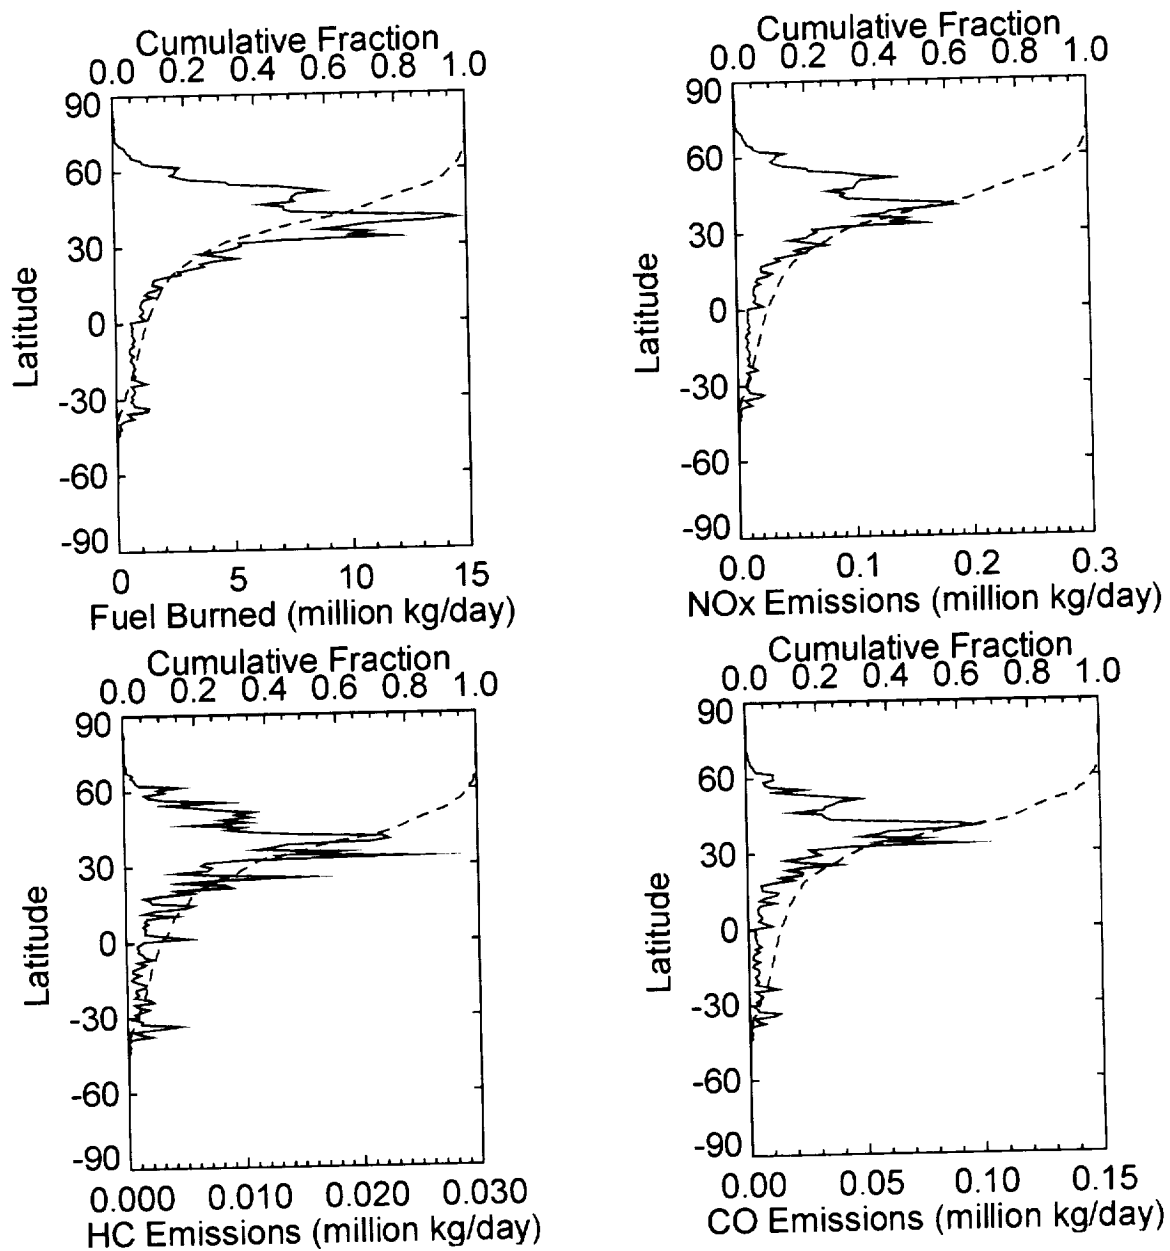 Cumulative Fraction
0.0 0.2 0.4 0.6 0.8 1.0
90
60
30
0
-30
-60
-90
Latitude
0 5 10 15
Fuel Burned (million kg/day)
Cumulative Fraction
0.0 0.2 0.4 0.6 0.8 1.0
90
60
30
0
-30
-60
-90
Latitude
0.0 0.1 0.2 0.3
NOx Emissions (million kg/day)
Cumulative Fraction
0.0 0.2 0.4 0.6 0.8 1.0
90
60
30
0
-30
-60
-90
Latitude
0.000 0.010 0.020 0.030
HC Emissions (million kg/day)
Cumulative Fraction
0.0 0.2 0.4 0.6 0.8 1.0
90
60
30
0
-30
-60
-90
Latitude
0.00 0.05 0.10 0.15
CO Emissions (million kg/day)